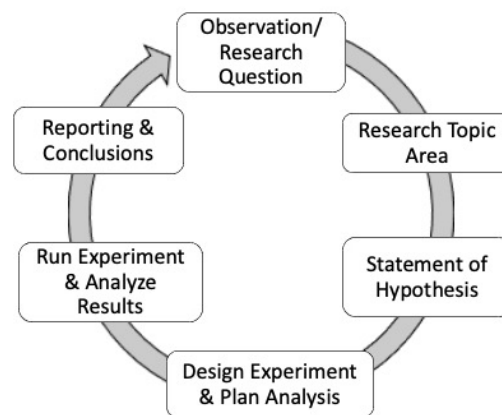 Observation/
Research
Question
Research Topic
Area
Statement of
Hypothesis
Design Experiment
& Plan Analysis
Run Experiment
& Analyze
Results
Reporting &
Conclusions